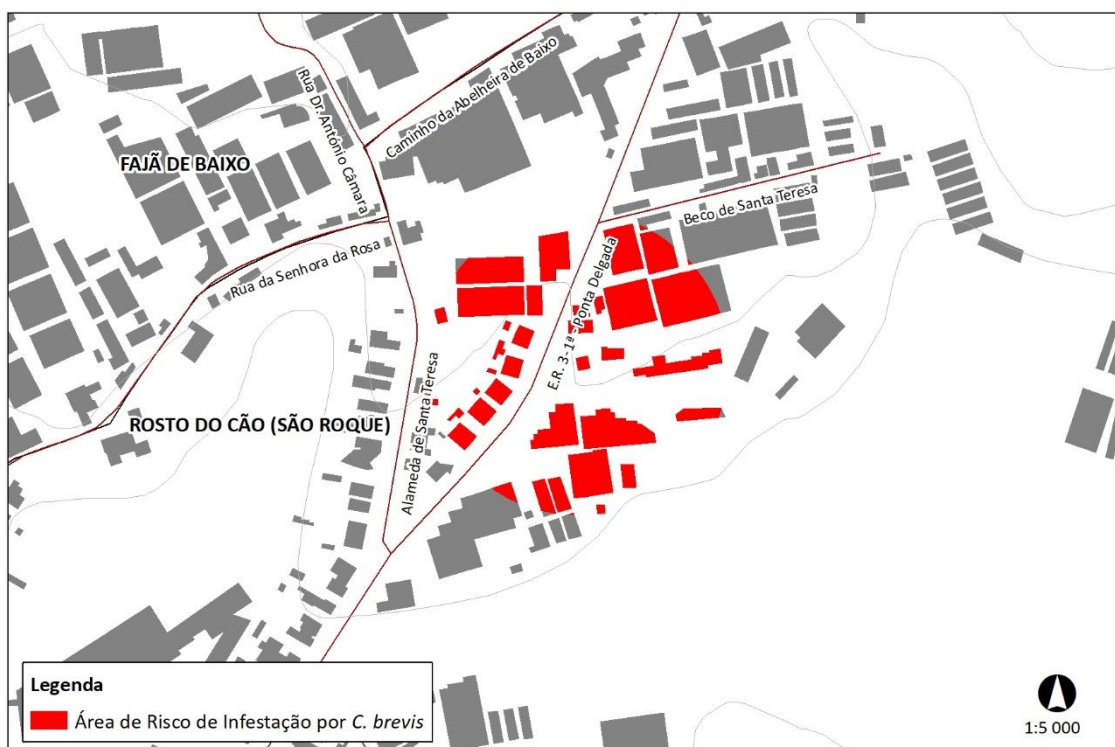 Caminho da Abelheira de Baixo
Rua Dr. António Câmara
FAJÃ DE BAIXO
Beco de Santa Teresa
Rua da Senhora da Rosa
E.R. 3-1ª - Ponta Delgada
Alameda de Santa Teresa
ROSTO DO CÃO (SÃO ROQUE)
Legenda
Área de Risco de Infestação por C. brevis
1:5 000